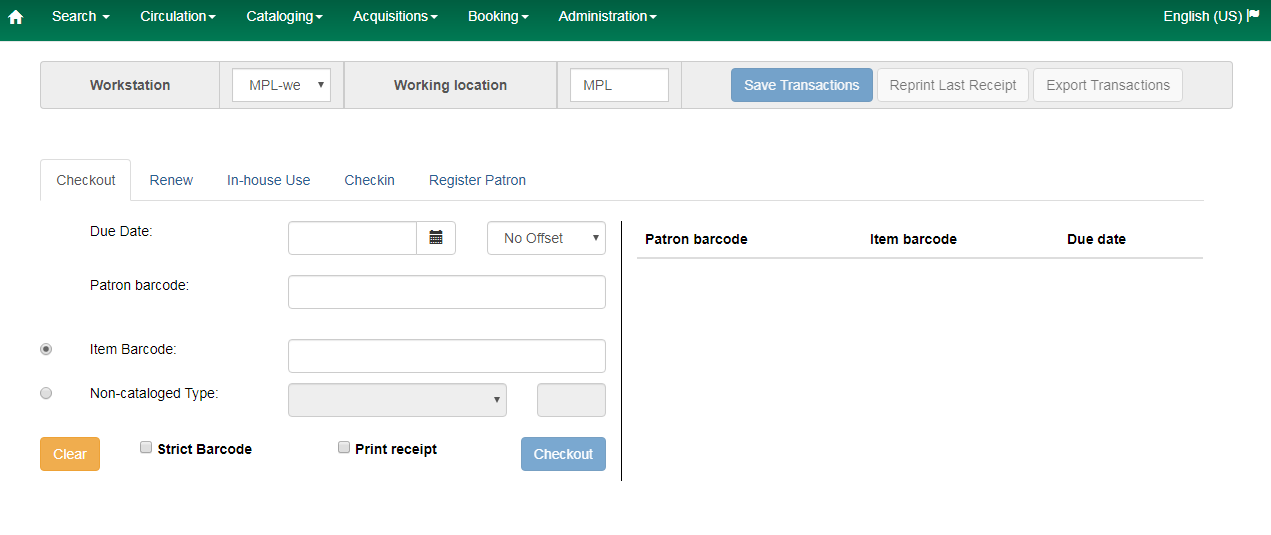 Search Circulation Cataloging Acquisitions Booking Administration English (US)
Workstation MPL-we Working location MPL Save Transactions Reprint Last Receipt Export Transactions
Checkout Renew In-house Use Checkin Register Patron
Due Date: No Offset
Patron barcode Item barcode Due date
Patron barcode:
Item Barcode:
Non-cataloged Type:
Clear Strict Barcode Print receipt Checkout